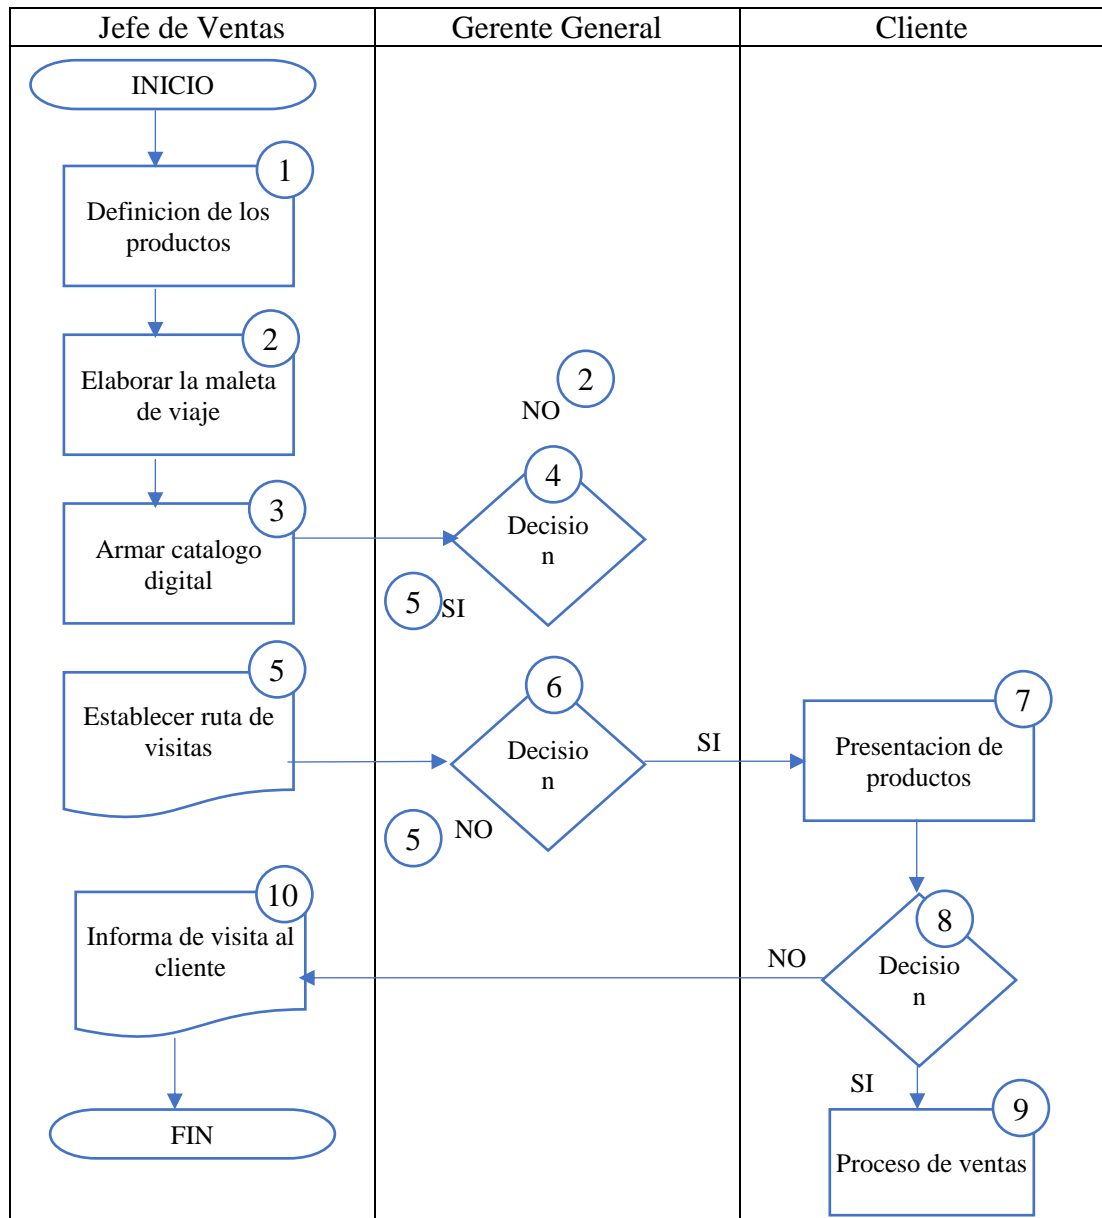 Jefe de Ventas
Gerente General
Cliente
INICIO
1
Definicion de los
productos
2
Elaborar la maleta
de viaje
2
NO
3
Armar catalogo
digital
4
Decisio
n
5
SI
5
Establecer ruta de
visitas
6
Decisio
n
SI
5
NO
7
Presentacion de
productos
8
Decisio
n
NO
SI
10
Informa de visita al
cliente
9
Proceso de ventas
FIN